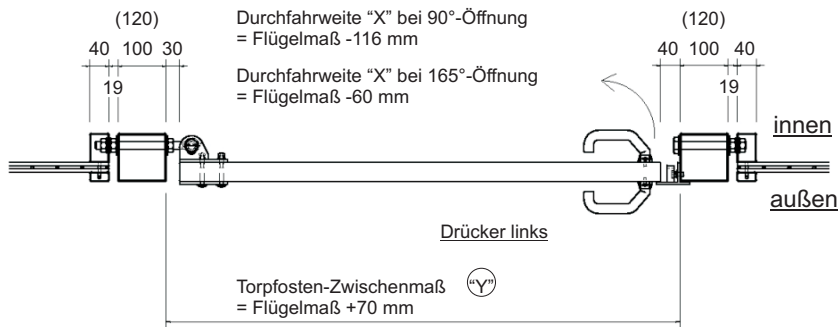 (120)
Durchfahrweite “X” bei 90°-Öffnung
= Flügelmaß -116 mm
(120)
40 100 30
40 100 40
Durchfahrweite “X” bei 165°-Öffnung
= Flügelmaß -60 mm
19
19
innen
außen
Drücker links
Torpfosten-Zwischenmaß “Y”
= Flügelmaß +70 mm